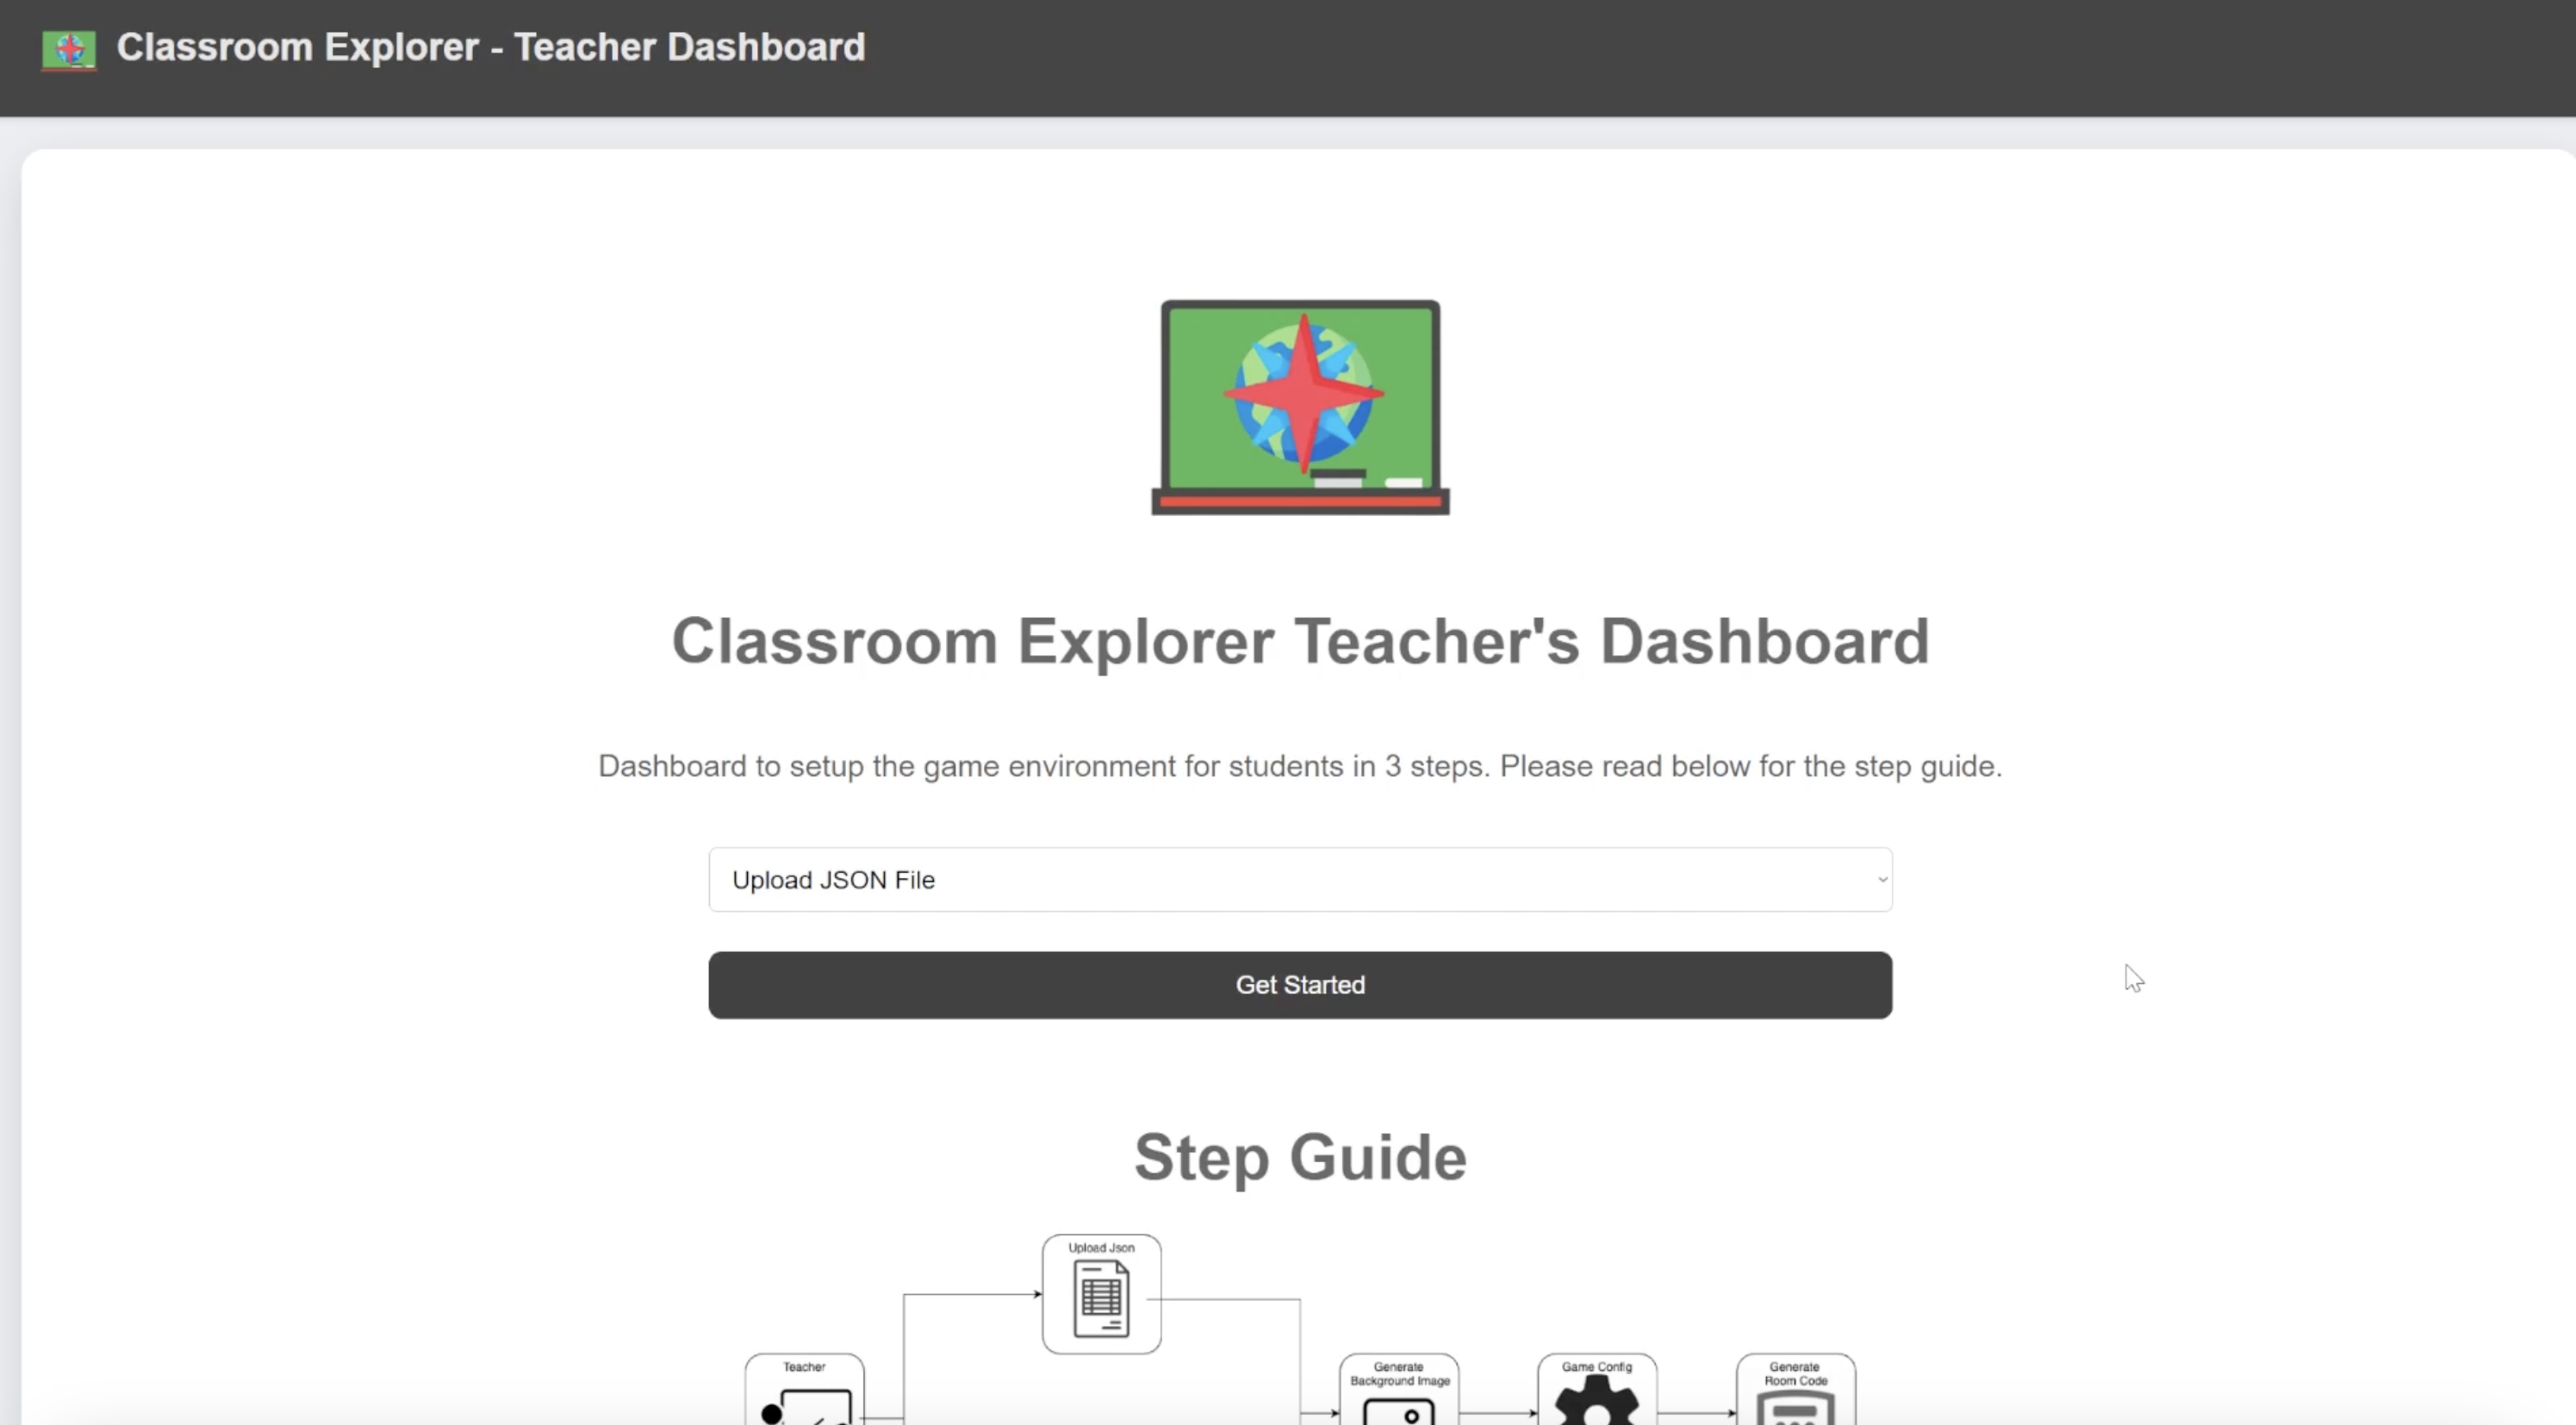 Classroom Explorer - Teacher Dashboard
Classroom Explorer Teacher's Dashboard
Dashboard to setup the game environment for students in 3 steps. Please read below for the step guide.
Upload JSON File
Get Started
Step Guide
Upload Json
Teacher
Generate
Background Image
Game Config
Generate
Room Code